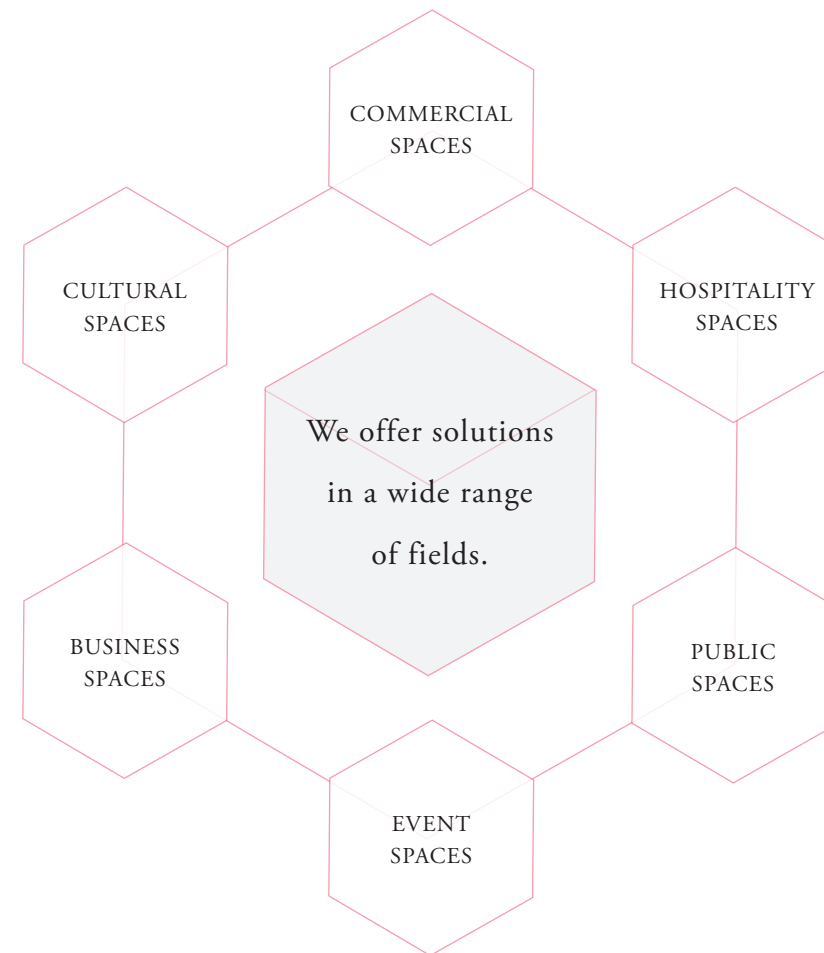 COMMERCIAL
SPACES
CULTURAL
SPACES
HOSPITALITY
SPACES
We offer solutions
in a wide range
of fields.
BUSINESS
SPACES
PUBLIC
SPACES
EVENT
SPACES